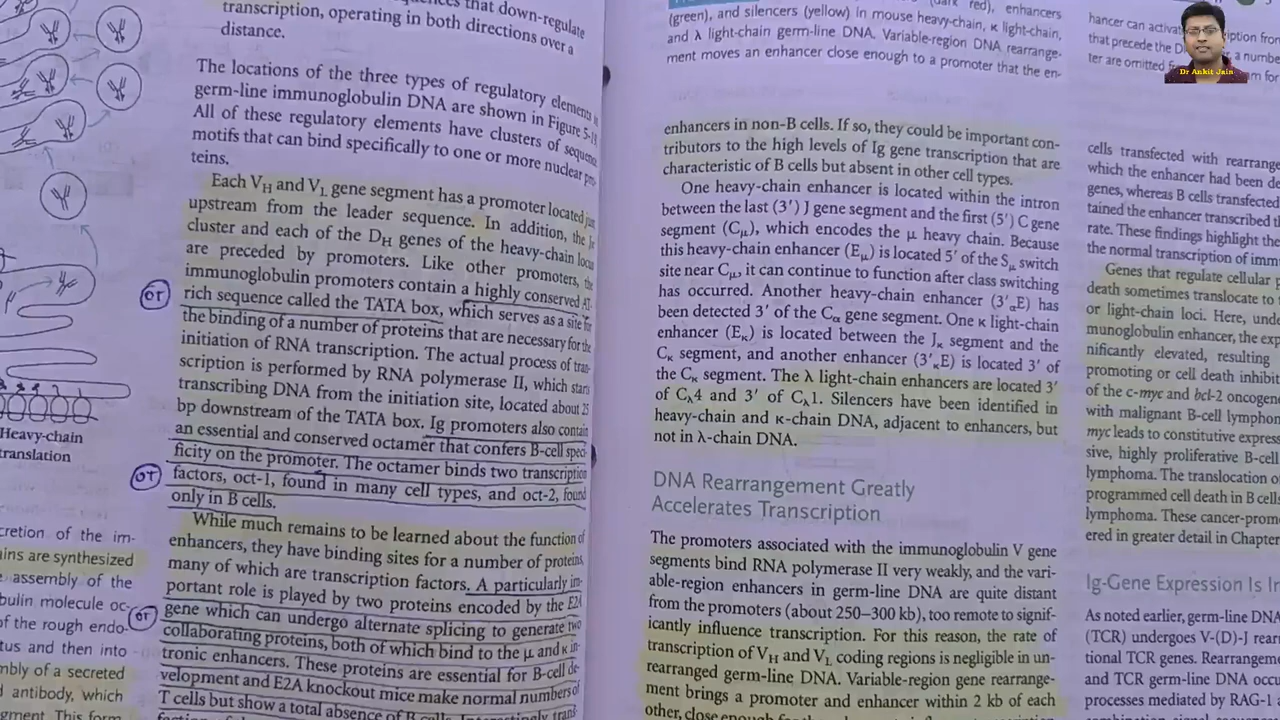 that down-regulate
transcription, operating in both directions over a
distance.
The locations of the three types of regulatory elements in
germ-line immunoglobulin DNA are shown in Figure 5-19
All of these regulatory elements have clusters of sequence
motifs that can bind specifically to one or more nuclear pro-
teins.
Each VH and VL gene segment has a promoter located just
upstream from the leader sequence. In addition, the Jκ
cluster and each of the DH genes of the heavy-chain locus
are preceded by promoters. Like other promoters, the
immunoglobulin promoters contain a highly conserved AT-
rich sequence called the TATA box, which serves as a site for
the binding of a number of proteins that are necessary for the
initiation of RNA transcription. The actual process of tran-
scription is performed by RNA polymerase II, which starts
transcribing DNA from the initiation site, located about 25
bp downstream of the TATA box. Ig promoters also contain
an essential and conserved octamer that confers B-cell speci-
ficity on the promoter. The octamer binds two transcription
factors, oct-1, found in many cell types, and oct-2, found
only in B cells.
While much remains to be learned about the function of
enhancers, they have binding sites for a number of proteins,
many of which are transcription factors. A particularly im-
portant role is played by two proteins encoded by the E2A
gene which can undergo alternate splicing to generate two
collaborating proteins, both of which bind to the μ and κ in-
tronic enhancers. These proteins are essential for B-cell de-
velopment and E2A knockout mice make normal numbers of
T cells but show a total absence of B cells.
Heavy-chain
translation
cretion of the im-
ains are synthesized
assembly of the
bulin molecule oc-
of the rough endo-
tus and then into
mbly of a secreted
d antibody, which
gment. This form
(dark red), enhancers
(green), and silencers (yellow) in mouse heavy-chain, κ light-chain,
and λ light-chain germ-line DNA. Variable-region DNA rearrange-
ment moves an enhancer close enough to a promoter that the en-
enhancers in non-B cells. If so, they could be important con-
tributors to the high levels of Ig gene transcription that are
characteristic of B cells but absent in other cell types.
One heavy-chain enhancer is located within the intron
between the last (3′) J gene segment and the first (5′) C gene
segment (Cμ), which encodes the μ heavy chain. Because
this heavy-chain enhancer (Eμ) is located 5′ of the Sμ switch
site near Cμ, it can continue to function after class switching
has occurred. Another heavy-chain enhancer (3′αE) has
been detected 3′ of the Cα gene segment. One κ light-chain
enhancer (Eκ) is located between the Jκ segment and the
Cκ segment, and another enhancer (3′κE) is located 3′ of
the Cκ segment. The λ light-chain enhancers are located 3′
of Cλ4 and 3′ of Cλ1. Silencers have been identified in
heavy-chain and κ-chain DNA, adjacent to enhancers, but
not in λ-chain DNA.
DNA Rearrangement Greatly
Accelerates Transcription
The promoters associated with the immunoglobulin V gene
segments bind RNA polymerase II very weakly, and the vari-
able-region enhancers in germ-line DNA are quite distant
from the promoters (about 250–300 kb), too remote to signif-
icantly influence transcription. For this reason, the rate of
transcription of VH and VL coding regions is negligible in un-
rearranged germ-line DNA. Variable-region gene rearrange-
ment brings a promoter and enhancer within 2 kb of each
hancer can
that precede the
ter are omitted
Dr Ankit Jain
cells transfected with rearrang
which the enhancer had been de
genes, whereas B cells transfected
tained the enhancer transcribed t
rate. These findings highlight the
the normal transcription of immu
Genes that regulate cellular p
death sometimes translocate to
or light-chain loci. Here, unde
munoglobulin enhancer, the exp
nificantly elevated, resulting
promoting or cell death inhibit
of the c-myc and bcl-2 oncogene
with malignant B-cell lymphom
myc leads to constitutive express
sive, highly proliferative B-cell
lymphoma. The translocation of
programmed cell death in B cells
lymphoma. These cancer-prom
ered in greater detail in Chapter
Ig-Gene Expression Is In
As noted earlier, germ-line DNA
(TCR) undergoes V-(D)-J rearr
tional TCR genes. Rearrangeme
and TCR germ-line DNA occu
processes mediated by RAG-1